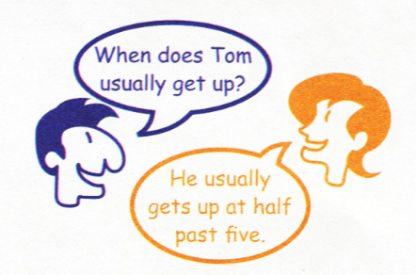 When does Tom
usually get up?
He usually
gets up at half
past five.